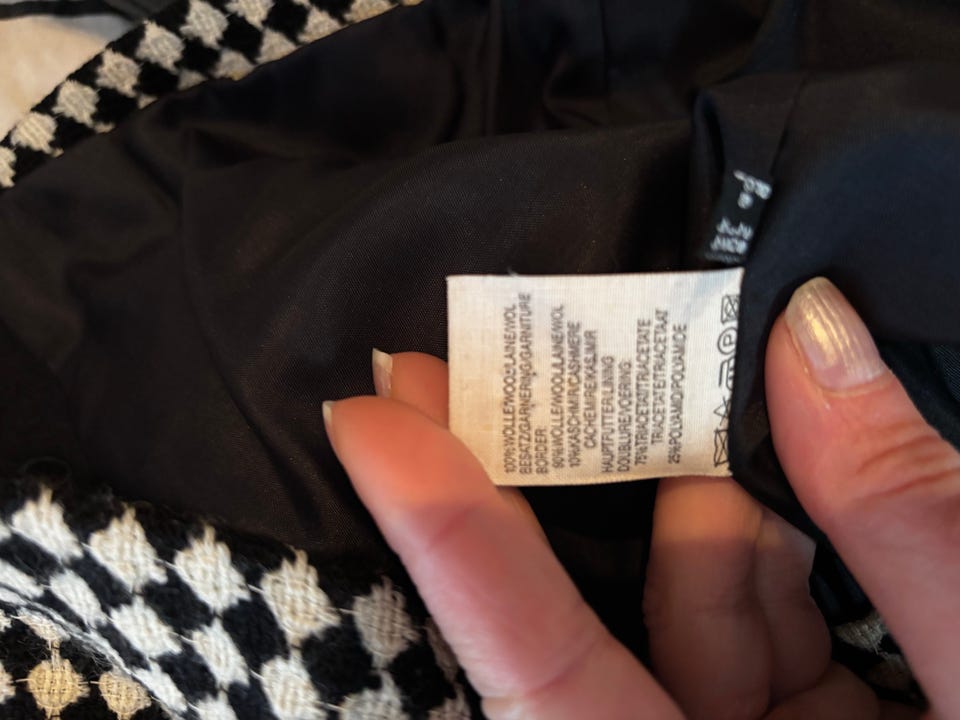 100%WOLLE/WOOL/LAINE/WOL
BESATZ/GARNERING/GARNITURE
BORDER
90%WOLLE/WOOL/LAINE/WOL
10%KASCHMIR/CASHMERE
CACHEMIRE/KASJMIR
HAUPTFUTTER/LINING
DOUBLURE/VOERING
75%TRIACETAT/TRIACETATE
TRIACETATE/TRIACETAAT
25%POLYAMID/POLYAMIDE
P